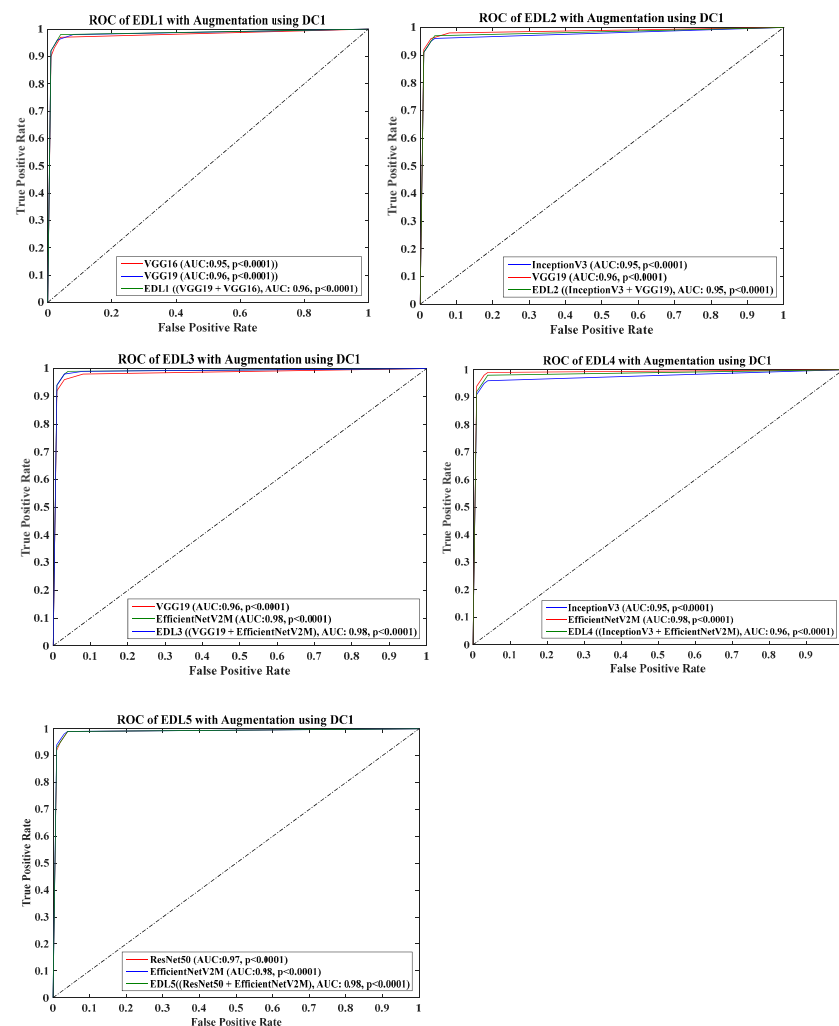 ROC of EDL1 with Augmentation using DC1
1
0.9
0.8
0.7
0.6
0.5
0.4
0.3
0.2
0.1
0
True Positive Rate
VGG16 (AUC:0.95, p<0.0001))
VGG19 (AUC:0.96, p<0.0001))
EDL1 ((VGG19 + VGG16), AUC: 0.96, p<0.0001)
0 0.2 0.4 0.6 0.8 1
False Positive Rate
ROC of EDL2 with Augmentation using DC1
1
0.9
0.8
0.7
0.6
0.5
0.4
0.3
0.2
0.1
0
True Positive Rate
InceptionV3 (AUC:0.95, p<0.0001)
VGG19 (AUC:0.96, p<0.0001)
EDL2 ((InceptionV3 + VGG19), AUC: 0.95, p<0.0001)
0 0.1 0.2 0.3 0.4 0.5 0.6 0.7 0.8 0.9 1
False Positive Rate
ROC of EDL3 with Augmentation using DC1
1
0.9
0.8
0.7
0.6
0.5
0.4
0.3
0.2
0.1
0
True Positive Rate
VGG19 (AUC:0.96, p<0.0001)
EfficientNetV2M (AUC:0.98, p<0.0001)
EDL3 ((VGG19 + EfficientNetV2M), AUC: 0.98, p<0.0001)
0 0.1 0.2 0.3 0.4 0.5 0.6 0.7 0.8 0.9 1
False Positive Rate
ROC of EDL4 with Augmentation using DC1
1
0.9
0.8
0.7
0.6
0.5
0.4
0.3
0.2
0.1
0
True Positive Rate
InceptionV3 (AUC:0.95, p<0.0001)
EfficientNetV2M (AUC:0.98, p<0.0001)
EDL4 ((InceptionV3 + EfficientNetV2M), AUC: 0.96, p<0.0001)
0 0.1 0.2 0.3 0.4 0.5 0.6 0.7 0.8 0.9
False Positive Rate
ROC of EDL5 with Augmentation using DC1
1
0.9
0.8
0.7
0.6
0.5
0.4
0.3
0.2
0.1
0
True Positive Rate
ResNet50 (AUC:0.97, p<0.0001)
EfficientNetV2M (AUC:0.98, p<0.0001)
EDL5((ResNet50 + EfficientNetV2M), AUC: 0.98, p<0.0001)
0 0.1 0.2 0.3 0.4 0.5 0.6 0.7 0.8 0.9 1
False Positive Rate